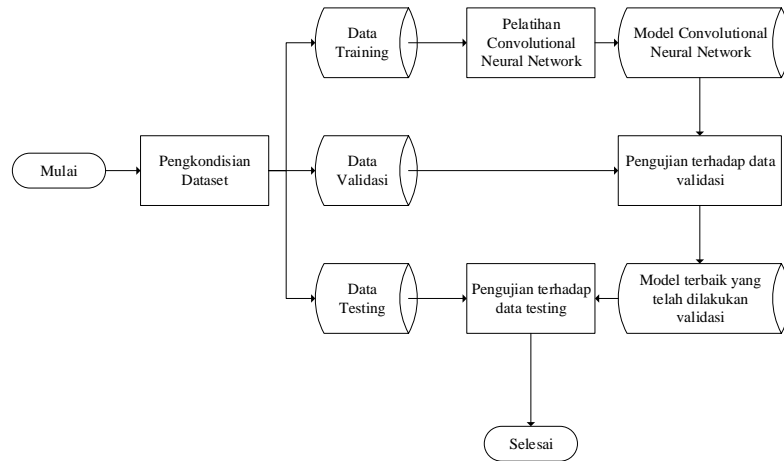 Data
Training
Pelatihan
Convolutional
Neural Network
Model Convolutional
Neural Network
Mulai
Pengkondisian
Dataset
Data
Validasi
Pengujian terhadap data
validasi
Data
Testing
Pengujian terhadap
data testing
Model terbaik yang
telah dilakukan
validasi
Selesai